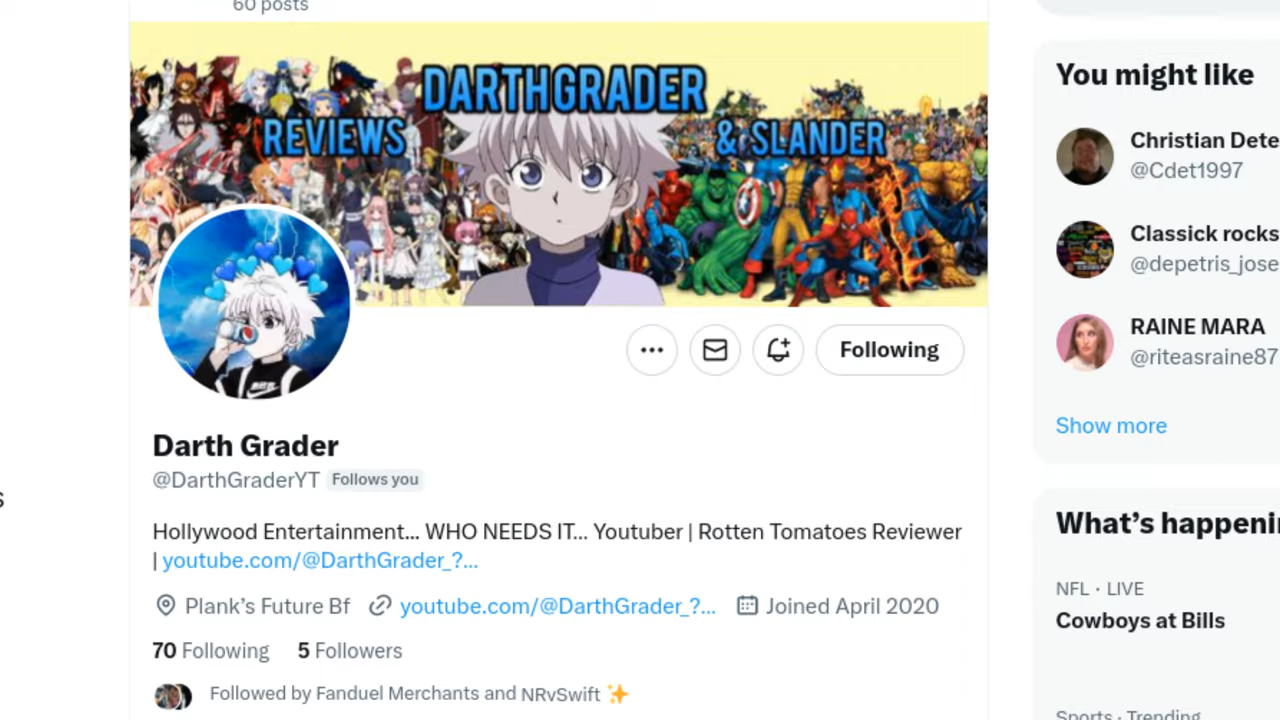 60 posts
DARTHGRADER
REVIEWS & SLANDER
Following
Darth Grader
@DarthGraderYT Follows you
Hollywood Entertainment... WHO NEEDS IT... Youtuber | Rotten Tomatoes Reviewer
| youtube.com/@DarthGrader_?...
Plank’s Future Bf youtube.com/@DarthGrader_?... Joined April 2020
70 Following 5 Followers
Followed by Fanduel Merchants and NRvSwift ✨
You might like
Christian Dete
@Cdet1997
Classick rocks
@depetris_jose
RAINE MARA
@riteasraine87
Show more
What’s happenin
NFL · LIVE
Cowboys at Bills
Sports · Trending